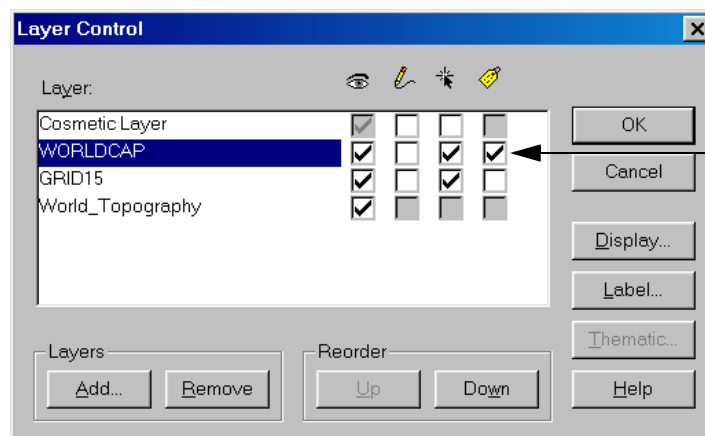 Layer Control
Layer:
Cosmetic Layer
WORLDCAP
GRID15
World_Topography
OK
Cancel
Display...
Label...
Thematic...
Help
Layers
Add...
Remove
Reorder
Up
Down